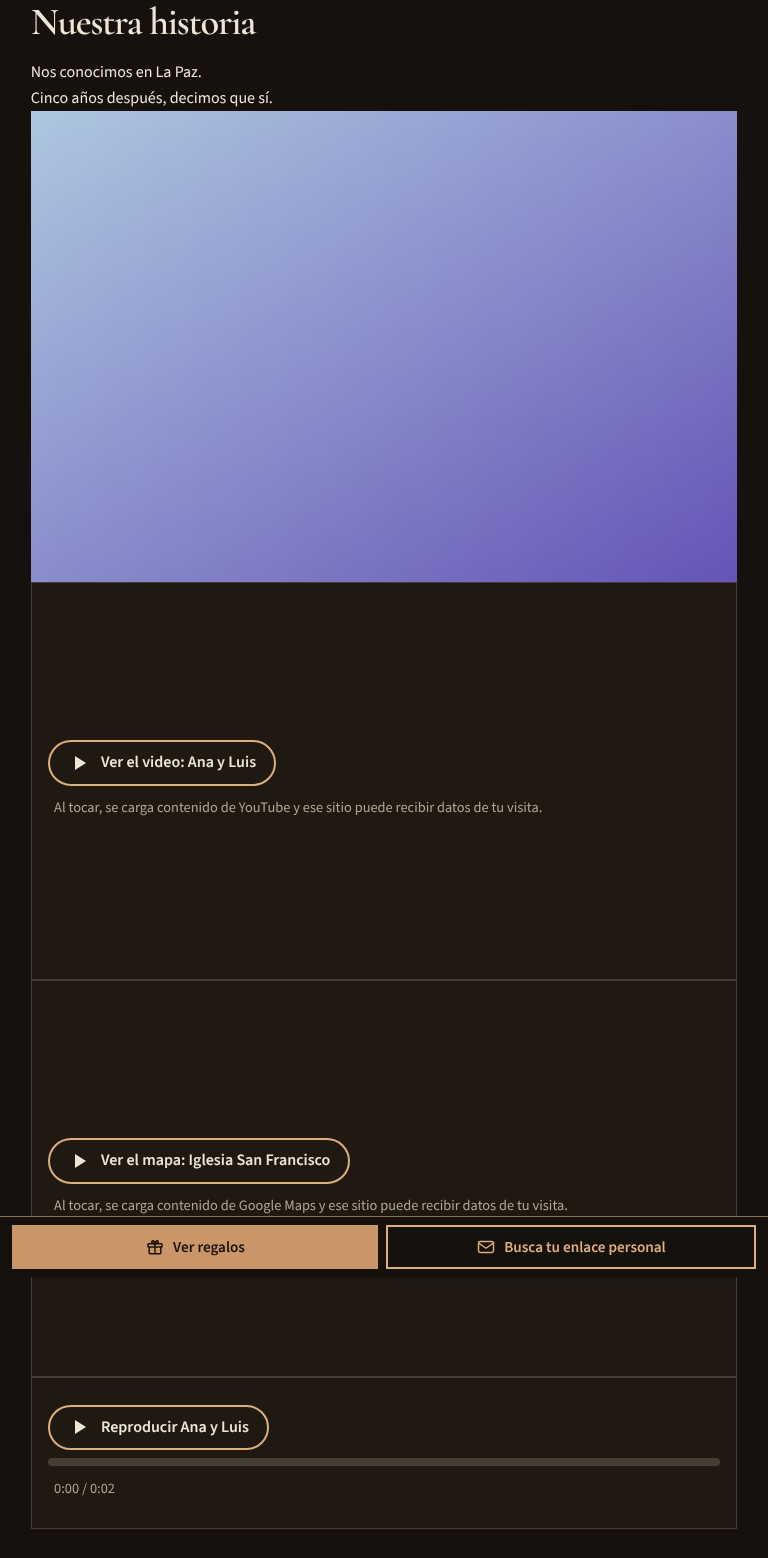 Nuestra historia
Nos conocimos en La Paz.
Cinco años después, decimos que sí.
Ver el video: Ana y Luis
Al tocar, se carga contenido de YouTube y ese sitio puede recibir datos de tu visita.
Ver el mapa: Iglesia San Francisco
Al tocar, se carga contenido de Google Maps y ese sitio puede recibir datos de tu visita.
Ver regalos
Busca tu enlace personal
Reproducir Ana y Luis
0:00 / 0:02